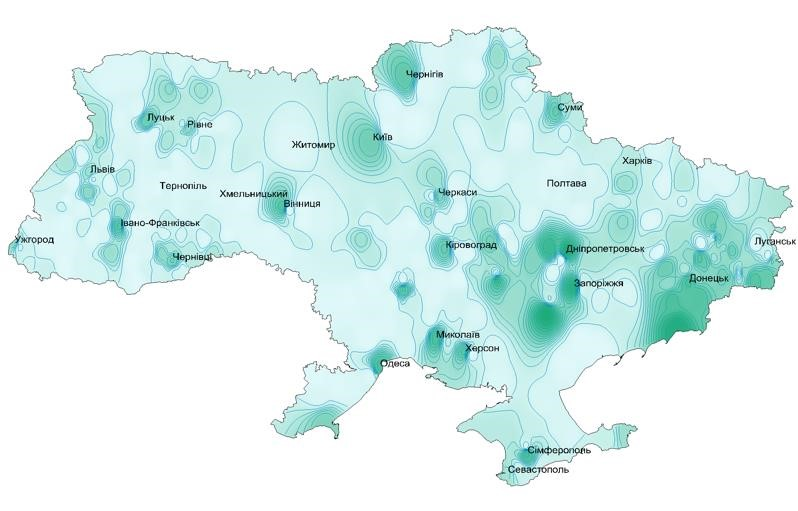 Чернігів
Суми
Луцьк
Рівне
Київ
Житомир
Харків
Львів
Тернопіль
Полтава
Хмельницький
Черкаси
Вінниця
Івано-Франківськ
Ужгород
Луганськ
Кіровоград
Дніпропетровськ
Чернівці
Донецьк
Запоріжжя
Миколаїв
Херсон
Одеса
Сімферополь
Севастополь